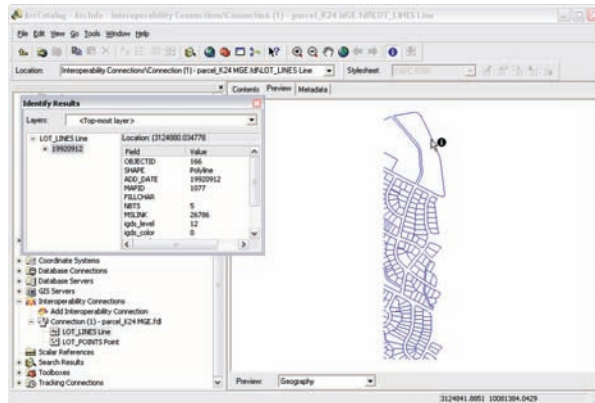 ArcCatalog - ArcInfo - Interoperability Connections\Connection (1) - parcel_K24 MGE.fdl\LOT_LINES Line
File Edit View Go Tools Window Help
Location: Interoperability Connections\Connection (1) - parcel_K24 MGE.fdl\LOT_LINES Line Stylesheet:
Contents Preview Metadata
Identify Results
Layers: <Top-most layer>
LOT_LINES Line
19920912
Location: (3124880.034778
Field Value
OBJECTID 166
SHAPE Polyline
ADD_DATE 19920912
MAPID 1077
FILLCHAR
NBTS 5
MSLINK 26786
igds_level 12
igds_color 0
Coordinate Systems
Database Connections
Database Servers
GIS Servers
Interoperability Connections
Add Interoperability Connection
Connection (1) - parcel_K24 MGE.fdl
LOT_LINES Line
LOT_POINTS Point
Scalar References
Search Results
Toolboxes
Tracking Connections
Preview: Geography
3124841.8851 10081384.0429